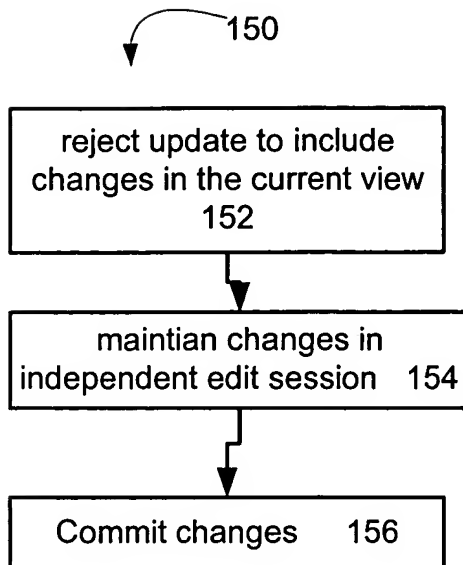 150
reject update to include
changes in the current view
152
maintian changes in
independent edit session 154
Commit changes 156